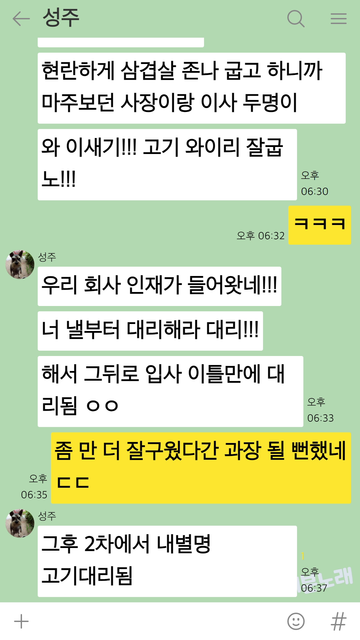 성주
현란하게 삼겹살 존나 굽고 하니까
마주보던 사장이랑 이사 두명이
와 이새기!!! 고기 와이리 잘굽
노!!!
오후
06:30
ㅋㅋㅋ
오후 06:32
성주
우리 회사 인재가 들어왓네!!!
너 낼부터 대리해라 대리!!!
해서 그뒤로 입사 이틀만에 대
리됨 ㅇㅇ
오후
06:33
좀 만 더 잘구웠다간 과장 될 뻔했네
ㄷㄷ
오후
06:35
성주
그후 2차에서 내별명
고기대리됨
오후
06:37